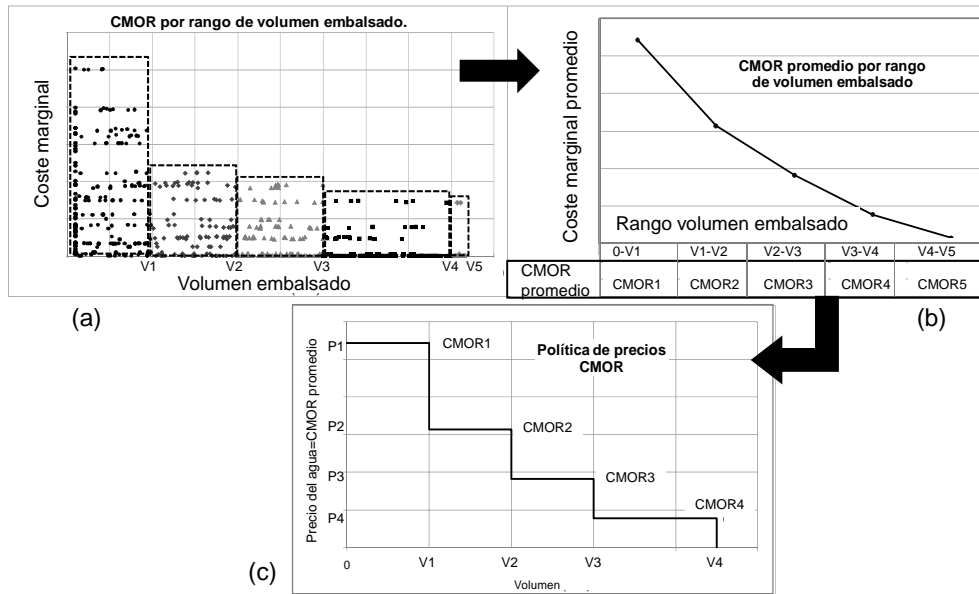 CMOR por rango de volumen embalsado.
Coste marginal
V1 V2 V3 V4 V5
Volumen embalsado
(a)
Coste marginal promedio
CMOR promedio por rango
de volumen embalsado
Rango volumen embalsado
0-V1 V1-V2 V2-V3 V3-V4 V4-V5
CMOR
promedio
CMOR1 CMOR2 CMOR3 CMOR4 CMOR5
(b)
Precio del agua=CMOR promedio
Política de precios
CMOR
P1
CMOR1
P2
CMOR2
P3
CMOR3
P4
CMOR4
0 V1 V2 V3 V4
Volumen
(c)